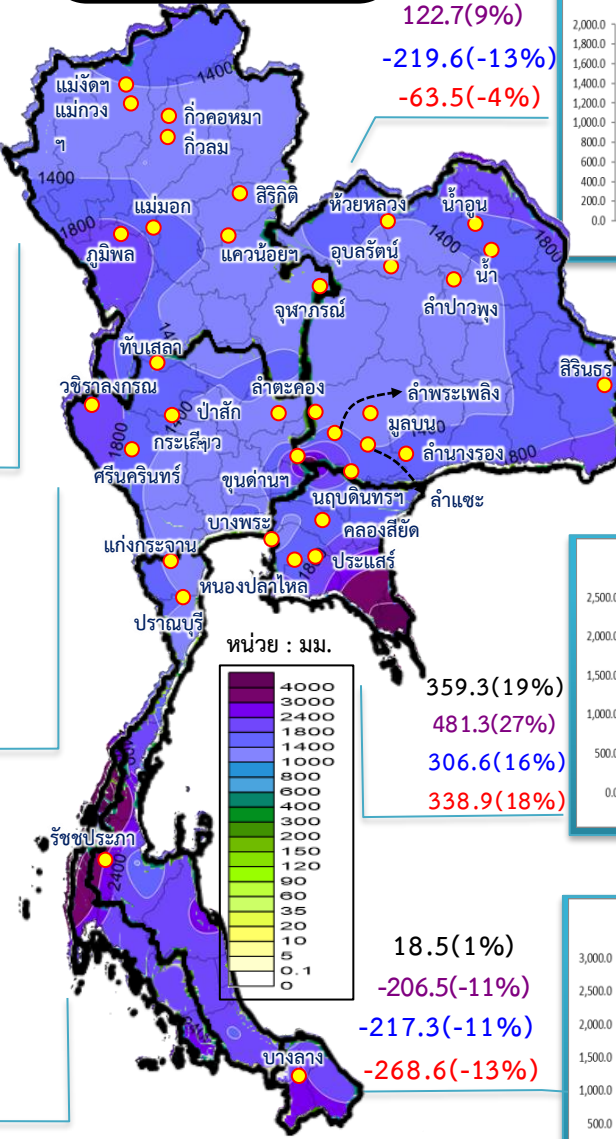 122.7(9%)
-219.6(-13%)
-63.5(-4%)
2,000.0
1,800.0
1,600.0
1,400.0
1,200.0
1,000.0
800.0
600.0
400.0
200.0
0.0
1400
แม่งัดฯ
แม่กวง
ฯ
กิ่วคอหมา
กิ่วลม
1400
สิริกิติ์
แม่มอก
1800
ภูมิพล
แควน้อยฯ
ห้วยหลวง
น้ำอูน
1800
1400
อุบลรัตน์
น้ำ
พุง
ลำปาว
จุฬาภรณ์
สิรินธร
ทับเสลา
วชิราลงกรณ
ลำตะคอง
ลำพระเพลิง
ป่าสัก
1400
มูลบน
กระเสียว
1800
ศรีนครินทร์
ลำนางรอง
1800
ขุนด่านฯ
ลำแซะ
นฤบดินทรฯ
บางพระ
คลองสียัด
แก่งกระจาน
ประแสร์
1800
หนองปลาไหล
ปราณบุรี
หน่วย : มม.
4000
3000
2400
1800
1400
1000
800
600
400
300
200
150
120
90
60
35
20
10
5
0.1
0
359.3(19%)
481.3(27%)
306.6(16%)
338.9(18%)
2,500.0
2,000.0
1,500.0
1,000.0
500.0
0.0
รัชชประภา
2400
18.5(1%)
-206.5(-11%)
-217.3(-11%)
-268.6(-13%)
บางลาง
3,000.0
2,500.0
2,000.0
1,500.0
1,000.0
500.0